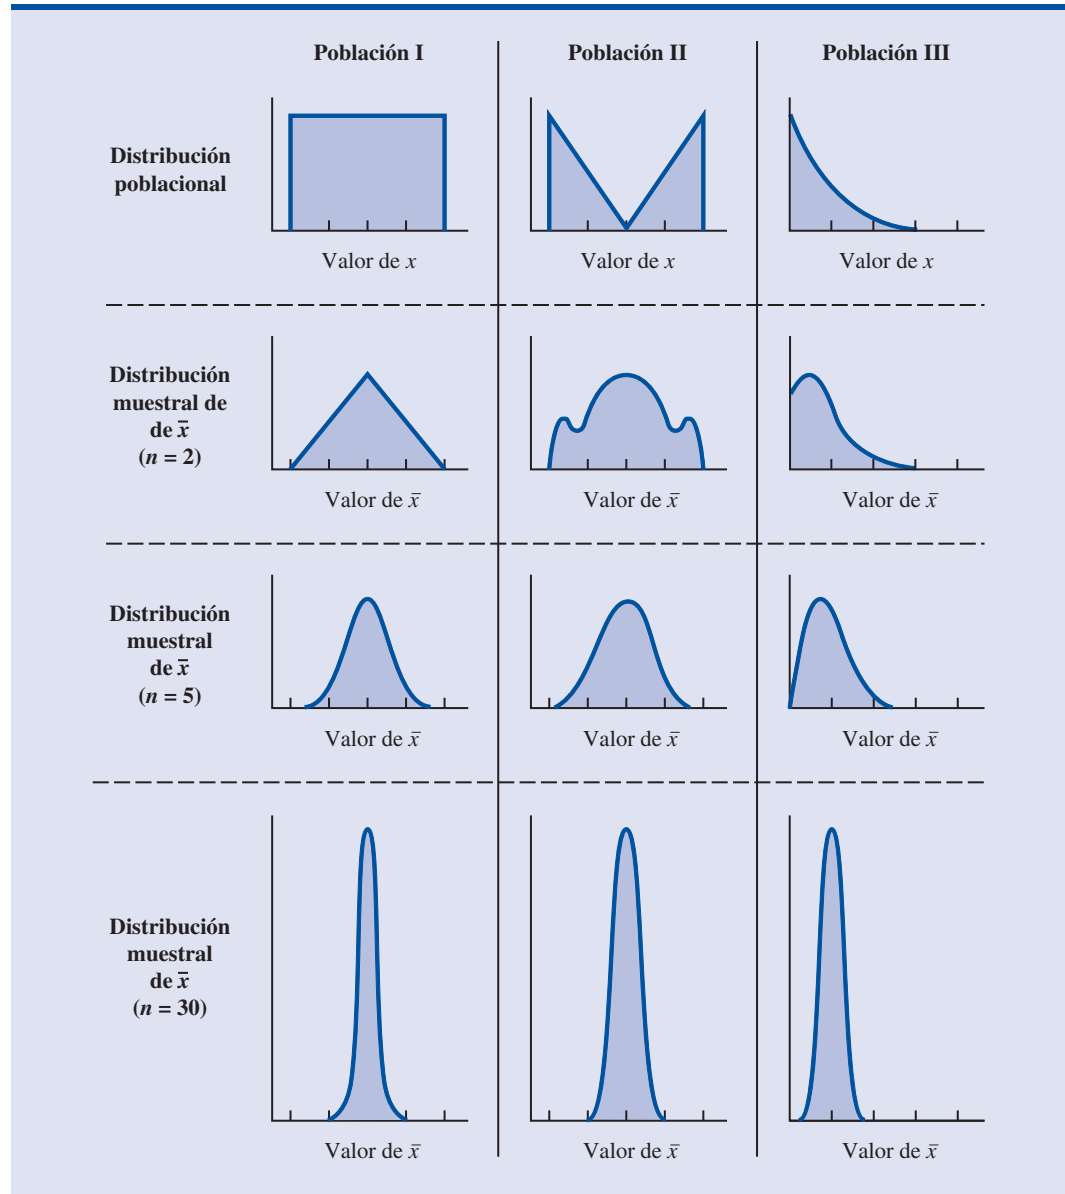 Población I
Población II
Población III
Distribución
poblacional
Valor de x
Valor de x
Valor de x
Distribución
muestral de
de x̄
(n = 2)
Valor de x̄
Valor de x̄
Valor de x̄
Distribución
muestral
de x̄
(n = 5)
Valor de x̄
Valor de x̄
Valor de x̄
Distribución
muestral
de x̄
(n = 30)
Valor de x̄
Valor de x̄
Valor de x̄